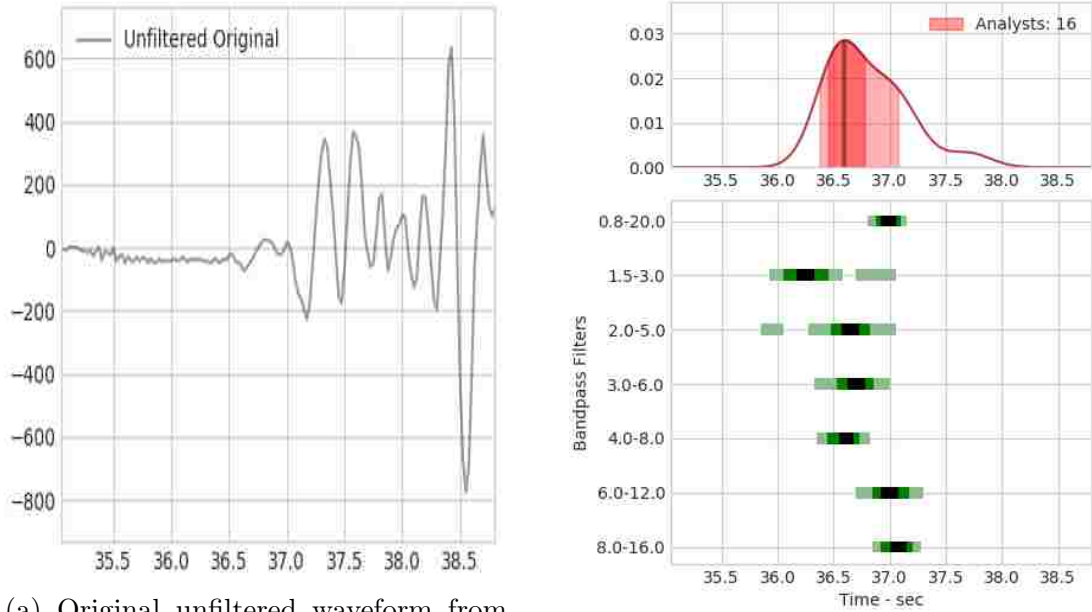 Unfiltered Original
600
400
200
0
−200
−400
−600
−800
35.5 36.0 36.5 37.0 37.5 38.0 38.5
(a) Original unfiltered waveform from
Analysts: 16
0.03
0.02
0.01
0.00
35.5 36.0 36.5 37.0 37.5 38.0 38.5
Bandpass Filters
0.8-20.0
1.5-3.0
2.0-5.0
3.0-6.0
4.0-8.0
6.0-12.0
8.0-16.0
35.5 36.0 36.5 37.0 37.5 38.0 38.5
Time - sec